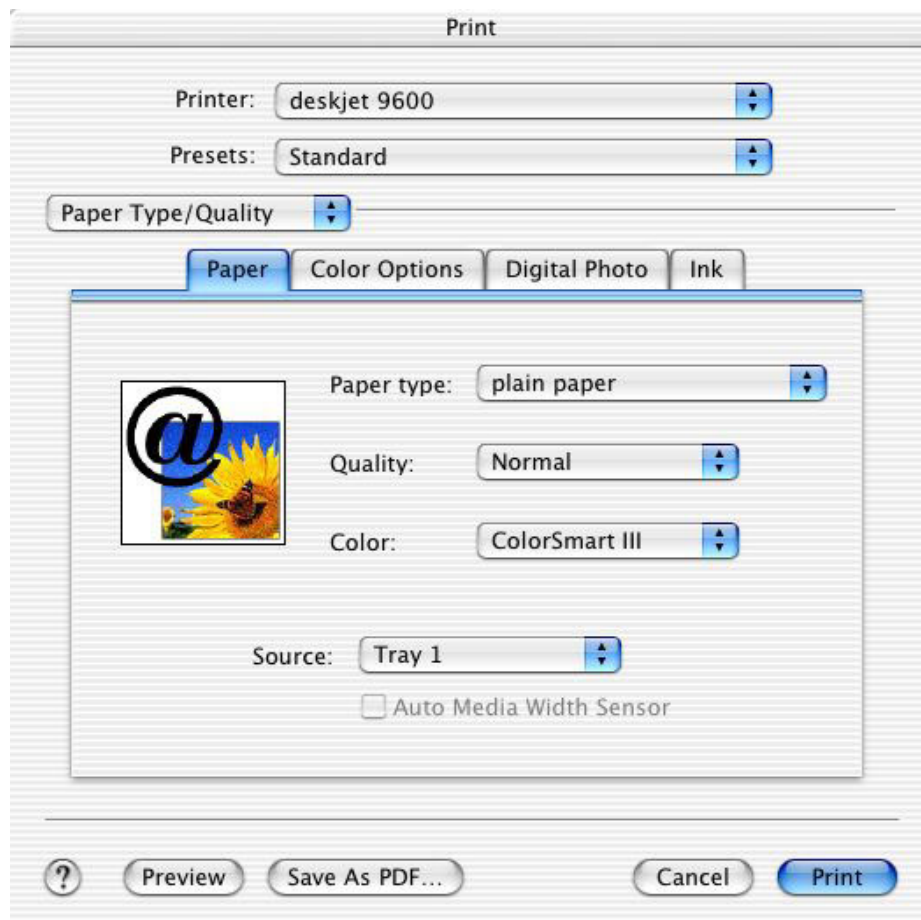 Print
Printer: deskjet 9600
Presets: Standard
Paper Type/Quality
Paper Color Options Digital Photo Ink
@
Paper type: plain paper
Quality: Normal
Color: ColorSmart III
Source: Tray 1
Auto Media Width Sensor
? Preview Save As PDF... Cancel Print